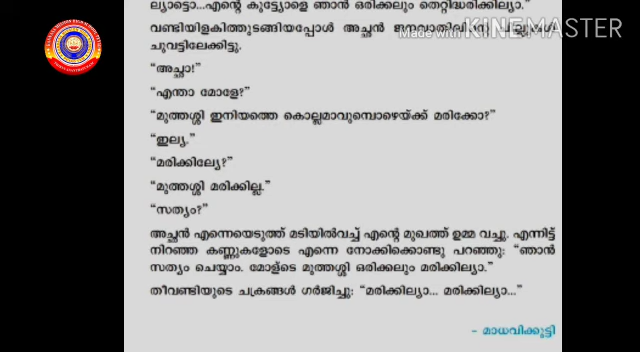 ല്യാട്ടൊ...എന്റെ കുട്ട്യോളെ ഞാൻ ഒരിക്കലും തെറ്റിദ്ധരിക്കില്യാ.”
വണ്ടിയിളകിത്തുടങ്ങിയപ്പോൾ അച്ഛൻ
ചുവട്ടിലേക്കിട്ടു.
Made with KINEMASTER
“അച്ഛാ!”
“എന്താ മോളേ?”
“മുത്തശ്ശി ഇനിയത്തെ കൊല്ലമാവുമ്പൊഴെയ്ക്ക് മരിക്കോ?”
“ഇല്യ.”
“മരിക്കില്യേ?”
“മുത്തശ്ശി മരിക്കില്ല.”
“സത്യം?”
അച്ഛൻ എന്നെയെടുത്ത് മടിയിൽവച്ച് എന്റെ മുഖത്ത് ഉമ്മ വച്ചു. എന്നിട്ട്
നിറഞ്ഞ കണ്ണുകളോടെ എന്നെ നോക്കിക്കൊണ്ടു പറഞ്ഞു: “ഞാൻ
സത്യം ചെയ്യാം. മോള്ടെ മുത്തശ്ശി ഒരിക്കലും മരിക്കില്യാ.”
തീവണ്ടിയുടെ ചക്രങ്ങൾ ഗർജിച്ചു: “മരിക്കില്യാ... മരിക്കില്യാ...”
- മാധവിക്കുട്ടി